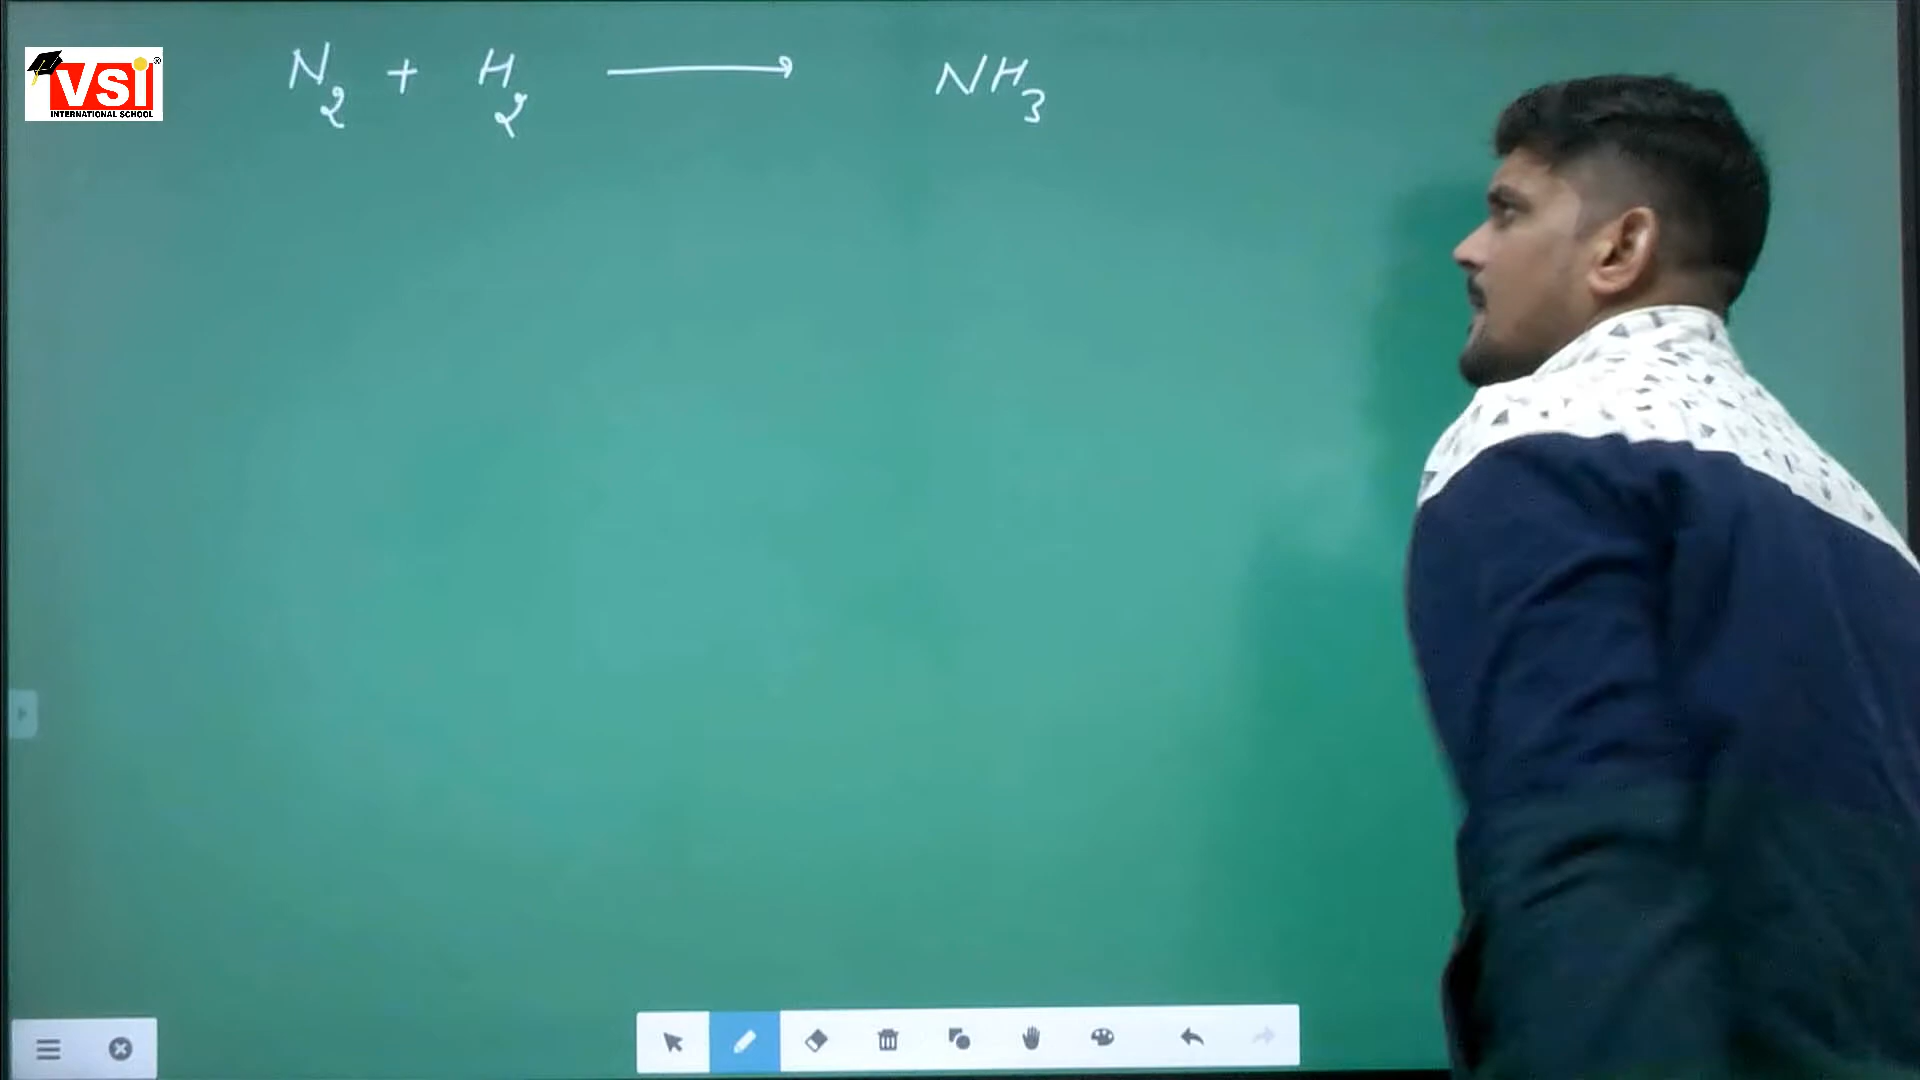 VSI
INTERNATIONAL SCHOOL
N₂ + H₂ ⟶ NH₃